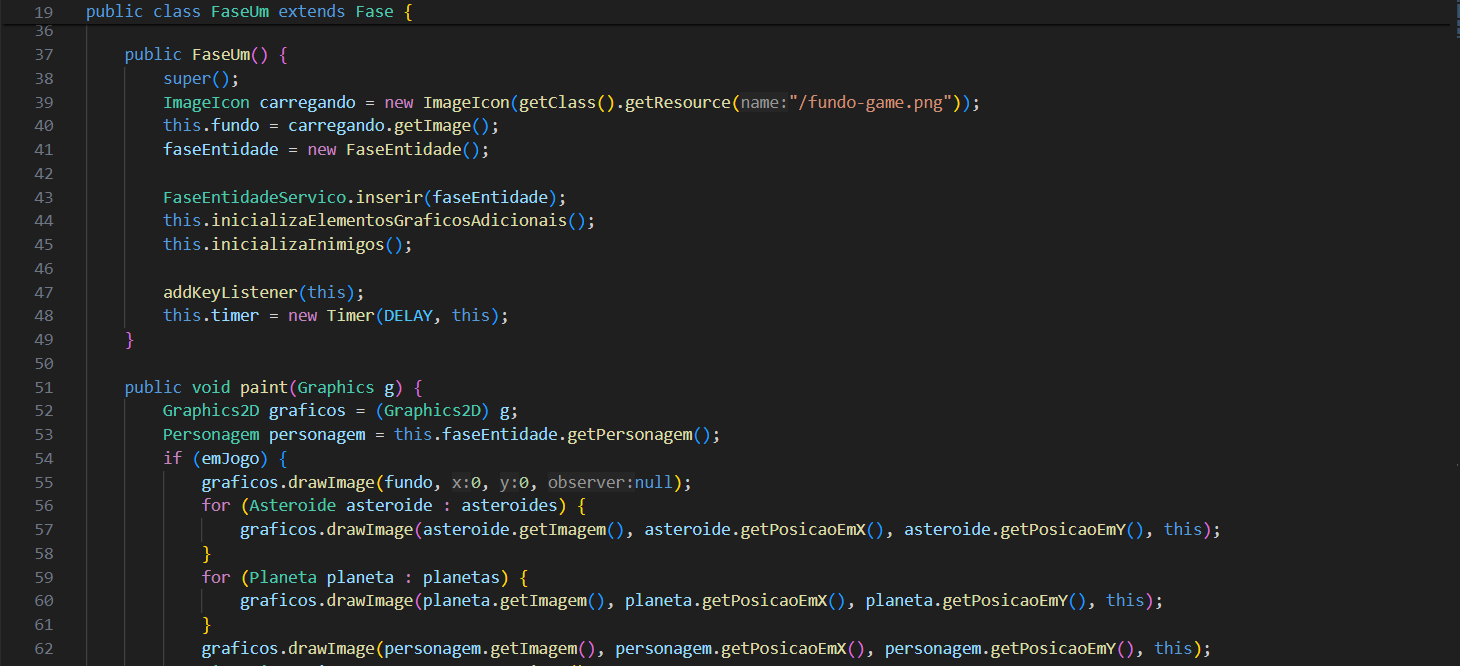 19 public class FaseUm extends Fase {
36
37 public FaseUm() {
38 super();
39 ImageIcon carregando = new ImageIcon(getClass().getResource(name:"/fundo-game.png"));
40 this.fundo = carregando.getImage();
41 faseEntidade = new FaseEntidade();
42
43 FaseEntidadeServico.inserir(faseEntidade);
44 this.inicializaElementosGraficosAdicionais();
45 this.inicializaInimigos();
46
47 addKeyListener(this);
48 this.timer = new Timer(DELAY, this);
49 }
50
51 public void paint(Graphics g) {
52 Graphics2D graficos = (Graphics2D) g;
53 Personagem personagem = this.faseEntidade.getPersonagem();
54 if (emJogo) {
55 graficos.drawImage(fundo, x:0, y:0, observer:null);
56 for (Asteroide asteroide : asteroides) {
57 graficos.drawImage(asteroide.getImagem(), asteroide.getPosicaoEmX(), asteroide.getPosicaoEmY(), this);
58 }
59 for (Planeta planeta : planetas) {
60 graficos.drawImage(planeta.getImagem(), planeta.getPosicaoEmX(), planeta.getPosicaoEmY(), this);
61 }
62 graficos.drawImage(personagem.getImagem(), personagem.getPosicaoEmX(), personagem.getPosicaoEmY(), this);